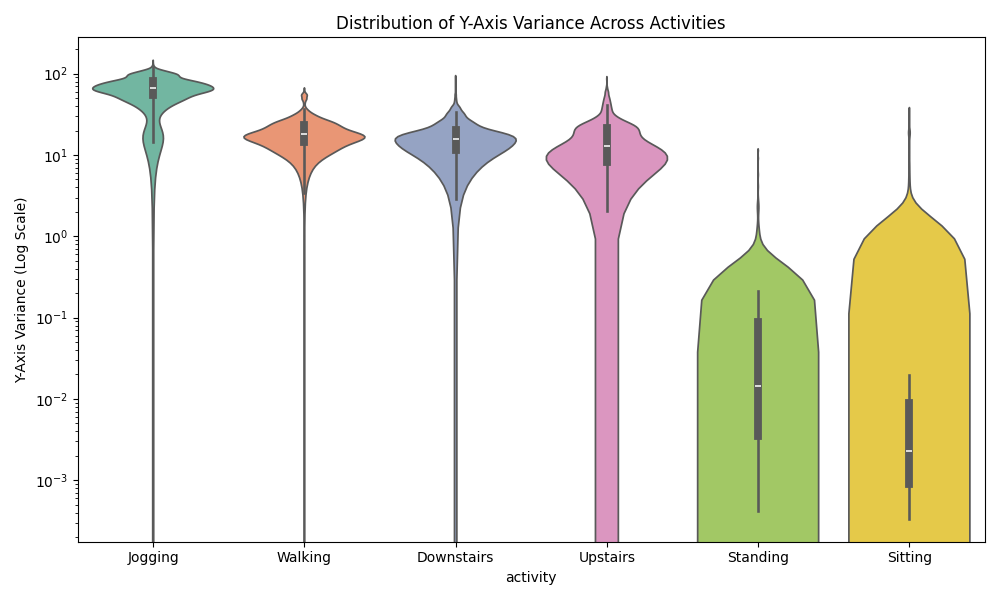 Distribution of Y-Axis Variance Across Activities
Y-Axis Variance (Log Scale)
10²
10¹
10⁰
10⁻¹
10⁻²
10⁻³
Jogging
Walking
Downstairs
Upstairs
Standing
Sitting
activity